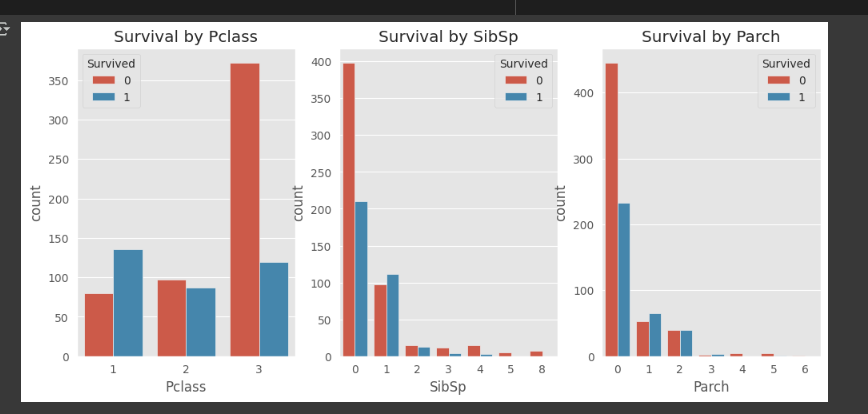 Survival by Pclass
Survived
0
1
350
300
250
200
150
100
50
0
count
1 2 3
Pclass
Survival by SibSp
Survived
0
1
400
350
300
250
200
150
100
50
0
count
0 1 2 3 4 5 8
SibSp
Survival by Parch
Survived
0
1
400
300
200
100
0
count
0 1 2 3 4 5 6
Parch